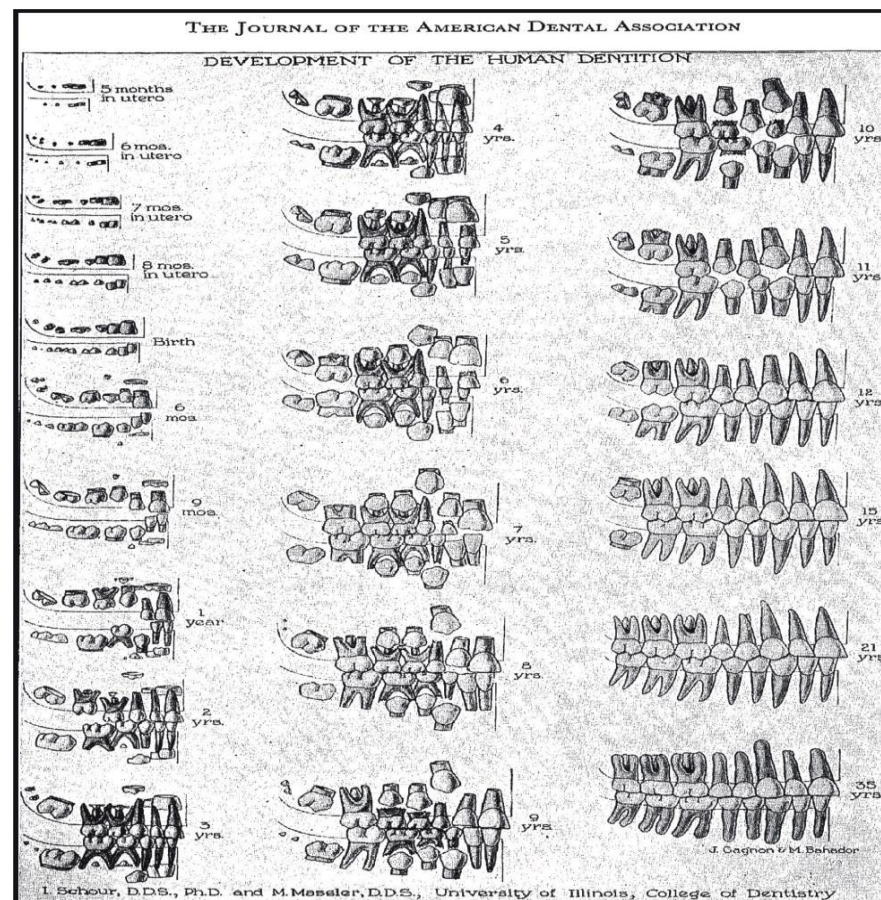 THE JOURNAL OF THE AMERICAN DENTAL ASSOCIATION
DEVELOPMENT OF THE HUMAN DENTITION
5 months
in utero
6 mos.
in utero
7 mos.
in utero
8 mos.
in utero
Birth
6
mos.
9
mos.
1
year
2
yrs.
3
yrs.
4
yrs.
5
yrs.
6
yrs.
7
yrs.
8
yrs.
9
yrs.
10
yrs.
11
yrs.
12
yrs.
15
yrs.
21
yrs.
35
yrs.
J. Gagnon & M. Bahador
I. Schour, D.D.S., Ph.D. and M. Massler, D.D.S., University of Illinois, College of Dentistry